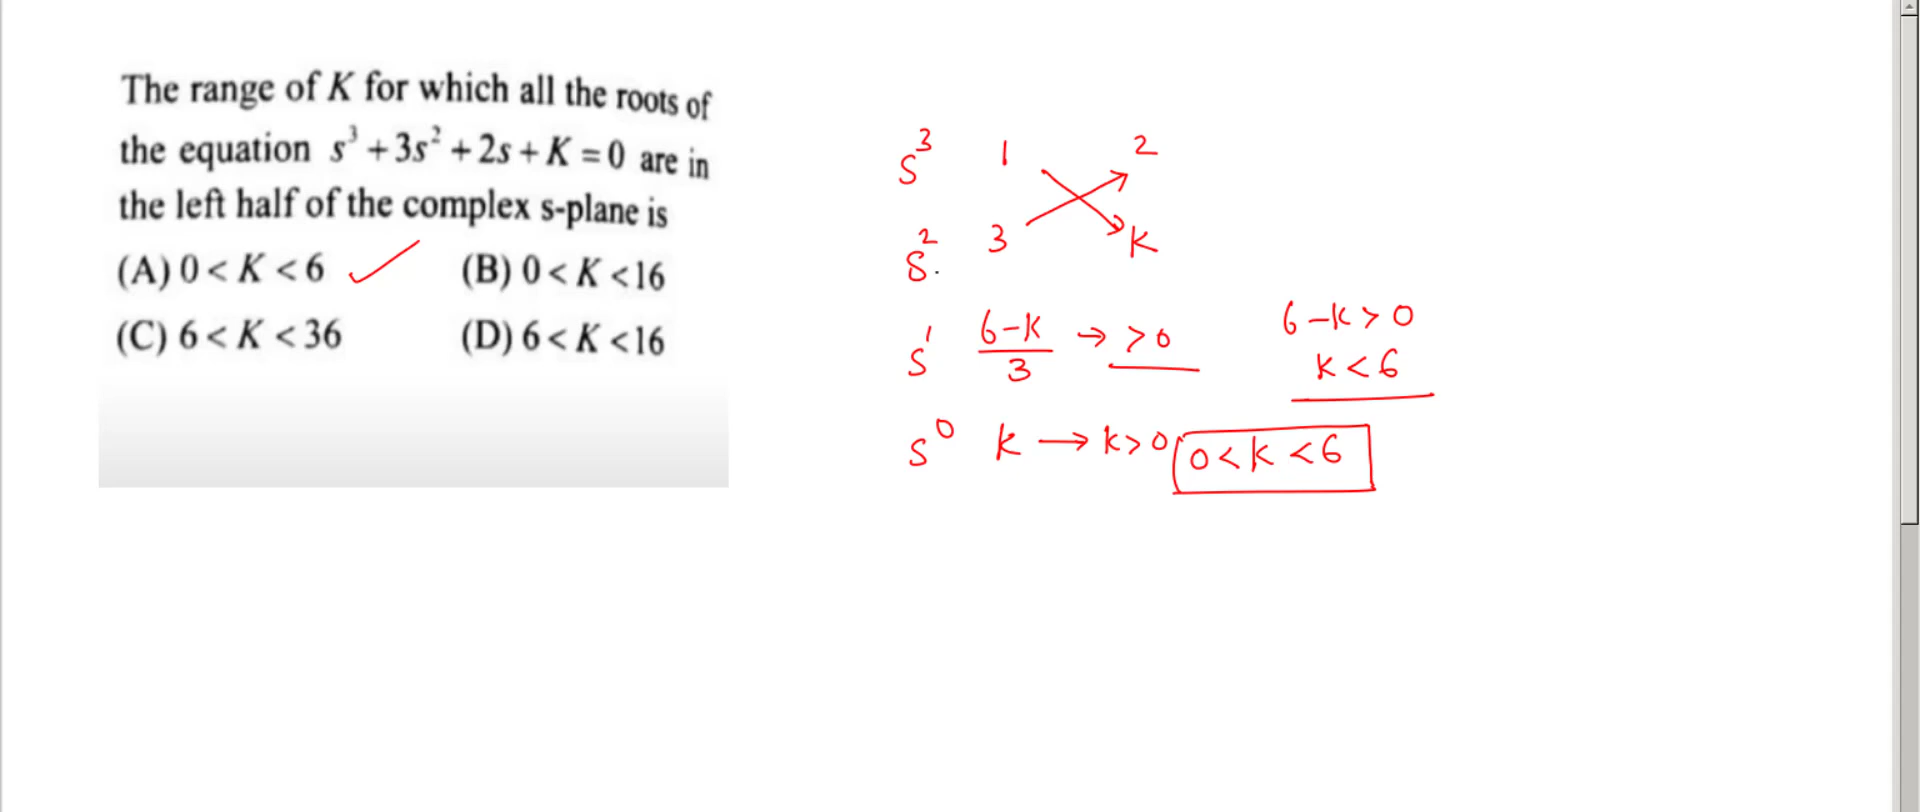 The range of K for which all the roots of
the equation s³ + 3s² + 2s + K = 0 are in
the left half of the complex s-plane is
(A) 0 < K < 6 ✓ (B) 0 < K < 16
(C) 6 < K < 36 (D) 6 < K < 16
s³ 1 2
s² 3 K
s¹ (6-K)/3 → > 0
s⁰ k → k > 0
6 - K > 0
K < 6
0 < K < 6